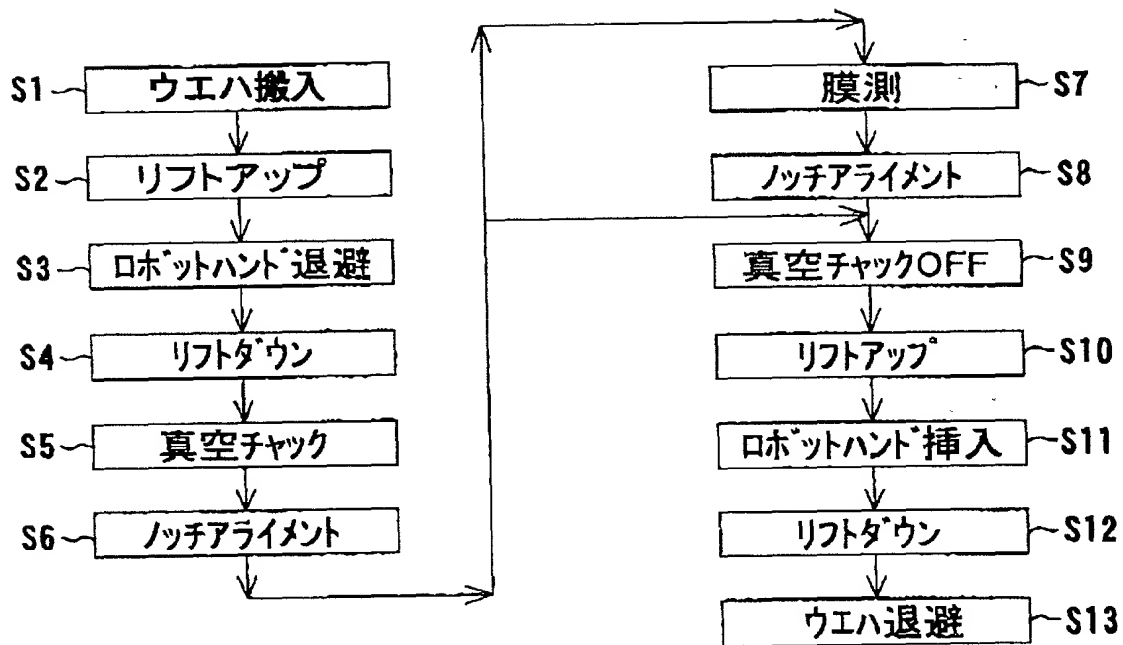 S1 ウエハ搬入
S2 リフトアップ
S3 ロボットハンド退避
S4 リフトダウン
S5 真空チャック
S6 ノッチアライメント
膜測 S7
ノッチアライメント S8
真空チャックOFF S9
リフトアップ S10
ロボットハンド挿入 S11
リフトダウン S12
ウエハ退避 S13